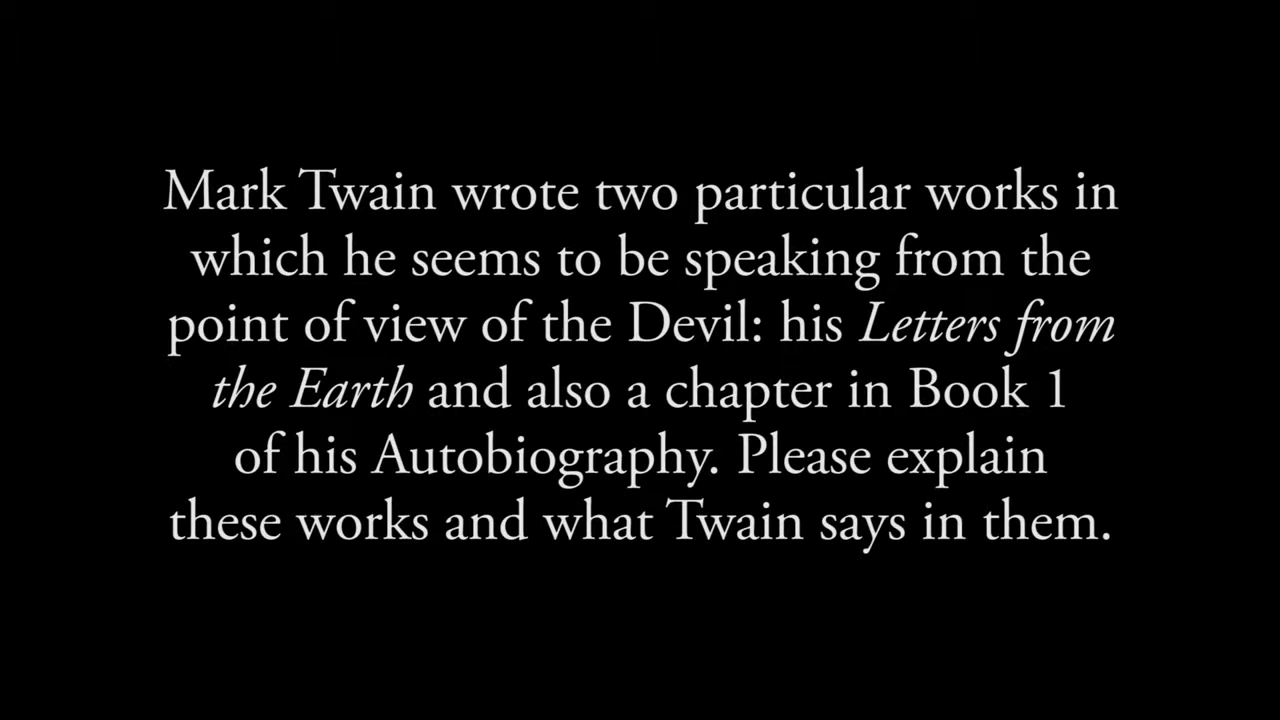 Mark Twain wrote two particular works in
which he seems to be speaking from the
point of view of the Devil: his Letters from
the Earth and also a chapter in Book 1
of his Autobiography. Please explain
these works and what Twain says in them.